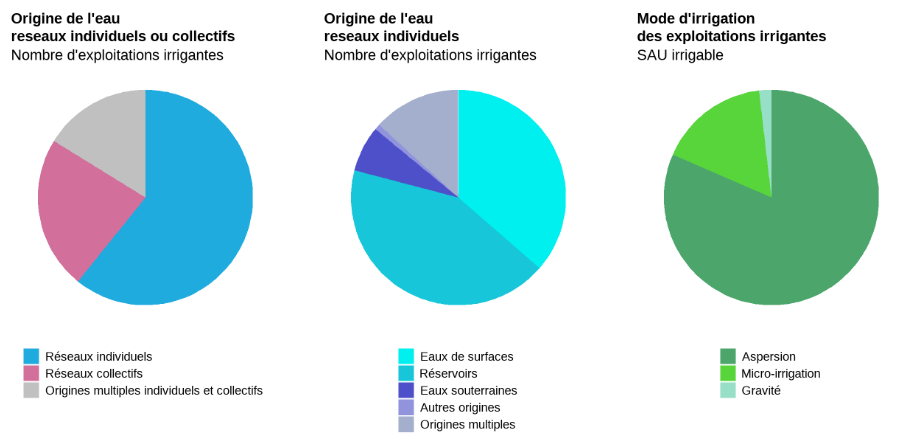 Origine de l'eau
reseaux individuels ou collectifs
Nombre d'exploitations irrigantes
Origine de l'eau
reseaux individuels
Nombre d'exploitations irrigantes
Mode d'irrigation
des exploitations irrigantes
SAU irrigable
Réseaux individuels
Réseaux collectifs
Origines multiples individuels et collectifs
Eaux de surfaces
Réservoirs
Eaux souterraines
Autres origines
Origines multiples
Aspersion
Micro-irrigation
Gravité